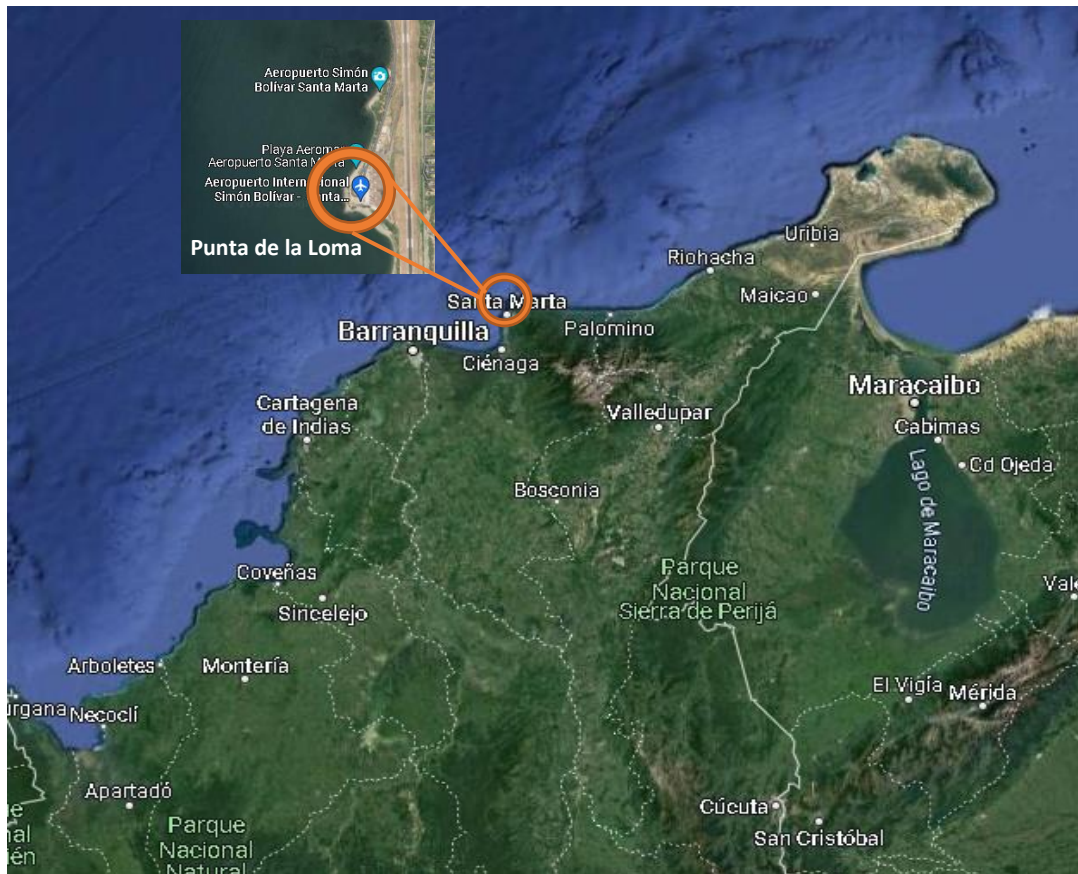 Aeropuerto Simón
Bolívar Santa Marta
Playa Aeromar
Aeropuerto Santa Marta
Aeropuerto Internacional
Simón Bolívar - Santa...
Punta de la Loma
Uribia
Riohacha
Maicao
Santa Marta
Palomino
Barranquilla
Ciénaga
Maracaibo
Cartagena
de Indias
Valledupar
Cabimas
Cd Ojeda
Bosconia
Lago de Maracaibo
Coveñas
Sincelejo
Parque
Nacional
Sierra de Perijá
Arboletes
Montería
El Vigía
Mérida
Necoclí
Apartadó
Cúcuta
San Cristóbal
Parque
Nacional
Natural